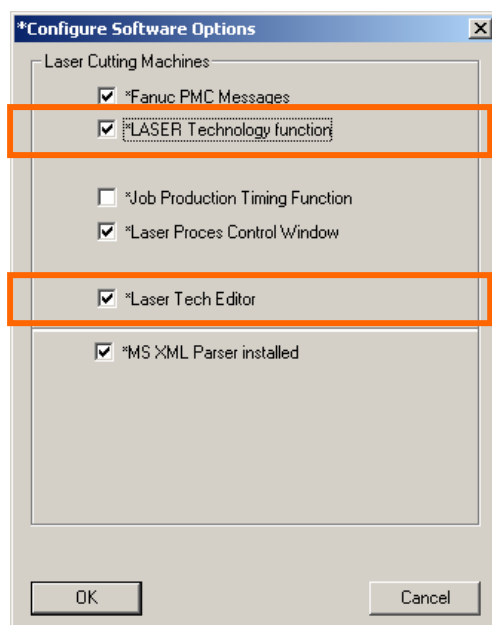 *Configure Software Options
Laser Cutting Machines
*Fanuc PMC Messages
*LASER Technology function
*Job Production Timing Function
*Laser Proces Control Window
*Laser Tech Editor
*MS XML Parser installed
OK Cancel